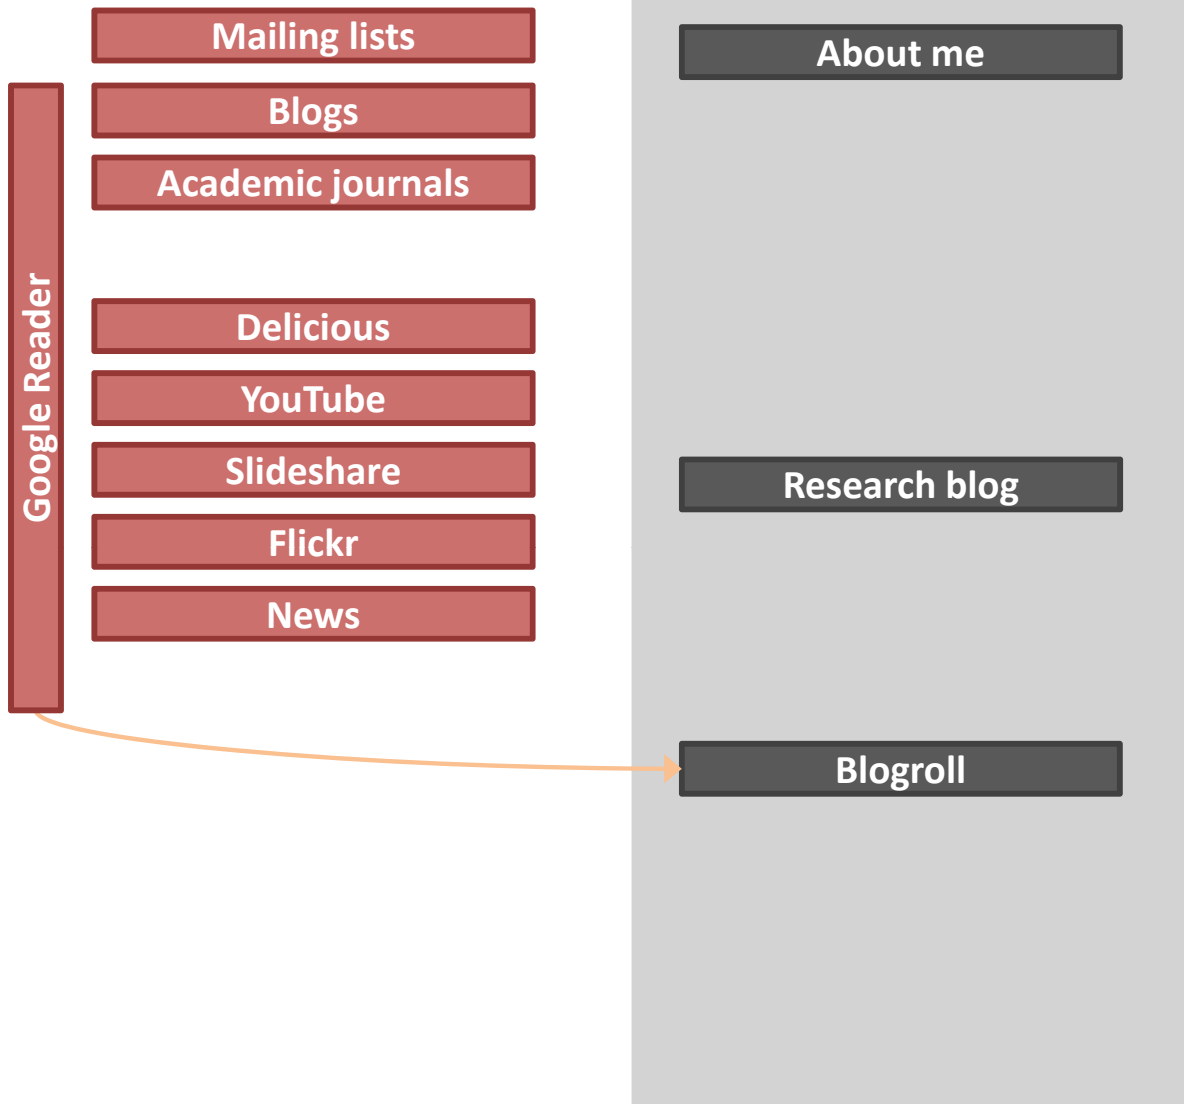 Mailing lists
Blogs
Academic journals
Google Reader
Delicious
YouTube
Slideshare
Flickr
News
About me
Research blog
Blogroll